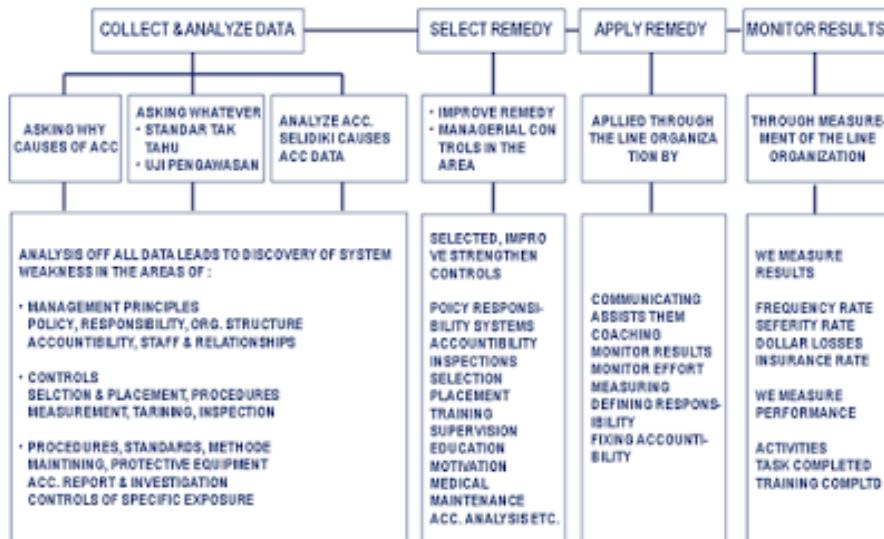 COLLECT & ANALYZE DATA
SELECT REMEDY
APPLY REMEDY
MONITOR RESULTS
ASKING WHY
CAUSES OF ACC
ASKING WHATEVER
• STANDAR TAK
TAHU
• UJI PENGAWASAN
ANALYZE ACC.
SELIDIKI CAUSES
ACC DATA
• IMPROVE REMEDY
• MANAGERIAL CON
TROLS IN THE
AREA
APLLIED THROUGH
THE LINE ORGANIZA
TION BY
THROUGH MEASURE-
MENT OF THE LINE
ORGANIZATION
ANALYSIS OFF ALL DATA LEADS TO DISCOVERY OF SYSTEM
WEAKNESS IN THE AREAS OF :
• MANAGEMENT PRINCIPLES
POLICY, RESPONSIBILITY, ORG. STRUCTURE
ACCOUNTIBILITY, STAFF & RELATIONSHIPS
• CONTROLS
SELCTION & PLACEMENT, PROCEDURES
MEASUREMENT, TARINING, INSPECTION
• PROCEDURES, STANDARDS, METHODE
MAINTINING, PROTECTIVE EQUIPMENT
ACC. REPORT & INVESTIGATION
CONTROLS OF SPECIFIC EXPOSURE
SELECTED, IMPRO
VE STRENGTHEN
CONTROLS
POICY RESPONSI-
BILITY SYSTEMS
ACCOUNTIBILITY
INSPECTIONS
SELECTION
PLACEMENT
TRAINING
SUPERVISION
EDUCATION
MOTIVATION
MEDICAL
MAINTENANCE
ACC. ANALYSIS ETC.
COMMUNICATING
ASSISTS THEM
COACHING
MONITOR RESULTS
MONITOR EFFORT
MEASURING
DEFINING RESPONS-
IBILITY
FIXING ACCOUNTI-
BILITY
WE MEASURE
RESULTS
FREQUENCY RATE
SEFERITY RATE
DOLLAR LOSSES
INSURANCE RATE
WE MEASURE
PERFORMANCE
ACTIVITIES
TASK COMPLETED
TRAINING COMPLTD